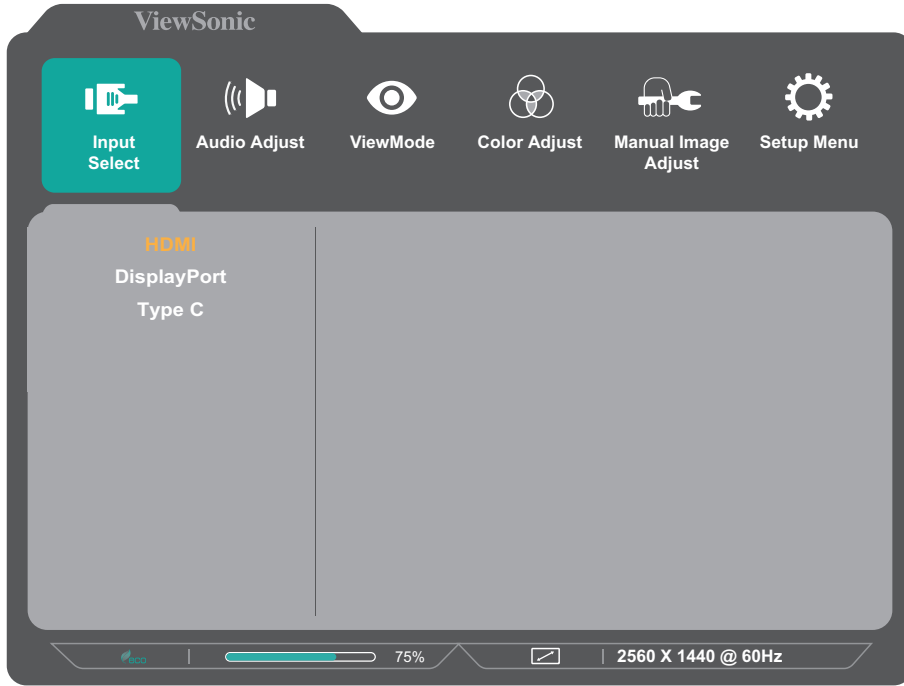 ViewSonic
Input
Select
Audio Adjust
ViewMode
Color Adjust
Manual Image
Adjust
Setup Menu
HDMI
DisplayPort
Type C
eco
75%
2560 X 1440 @ 60Hz